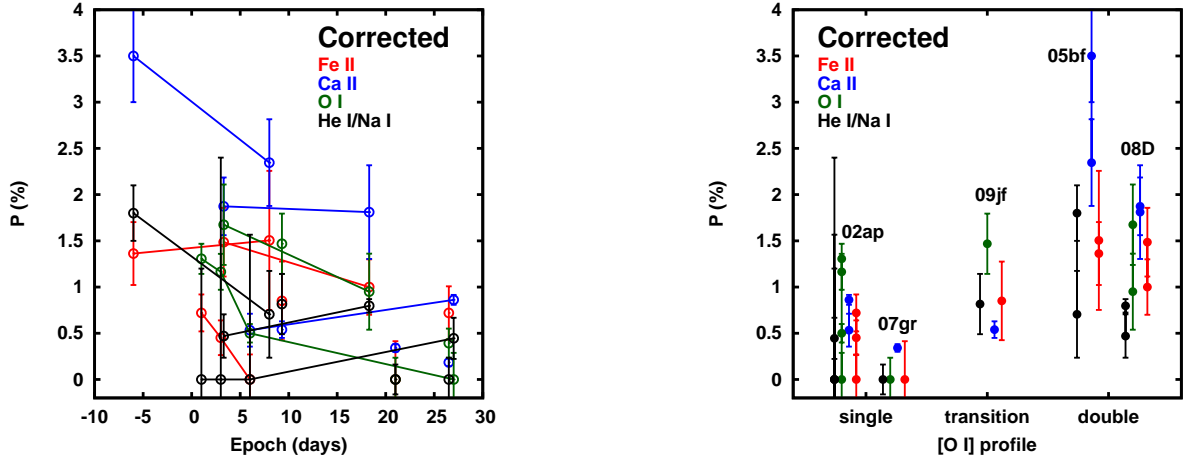 4
3.5
3
2.5
2
1.5
1
0.5
0
P (%)
Corrected
Fe II
Ca II
O I
He I/Na I
-10 -5 0 5 10 15 20 25 30
Epoch (days)
4
3.5
3
2.5
2
1.5
1
0.5
0
P (%)
Corrected
Fe II
Ca II
O I
He I/Na I
05bf
08D
09jf
02ap
07gr
single transition double
[O I] profile